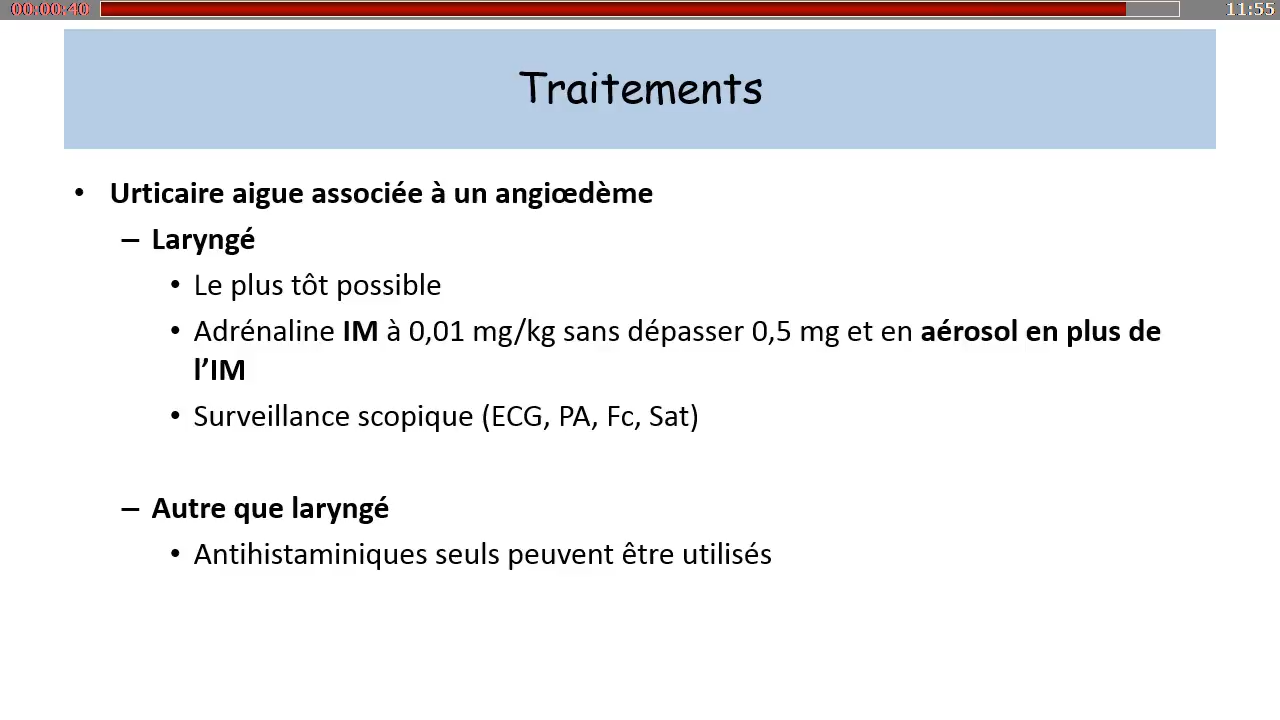 00:00:40
11:55
Traitements
• Urticaire aigue associée à un angiœdème
– Laryngé
• Le plus tôt possible
• Adrénaline IM à 0,01 mg/kg sans dépasser 0,5 mg et en aérosol en plus de
l’IM
• Surveillance scopique (ECG, PA, Fc, Sat)
– Autre que laryngé
• Antihistaminiques seuls peuvent être utilisés